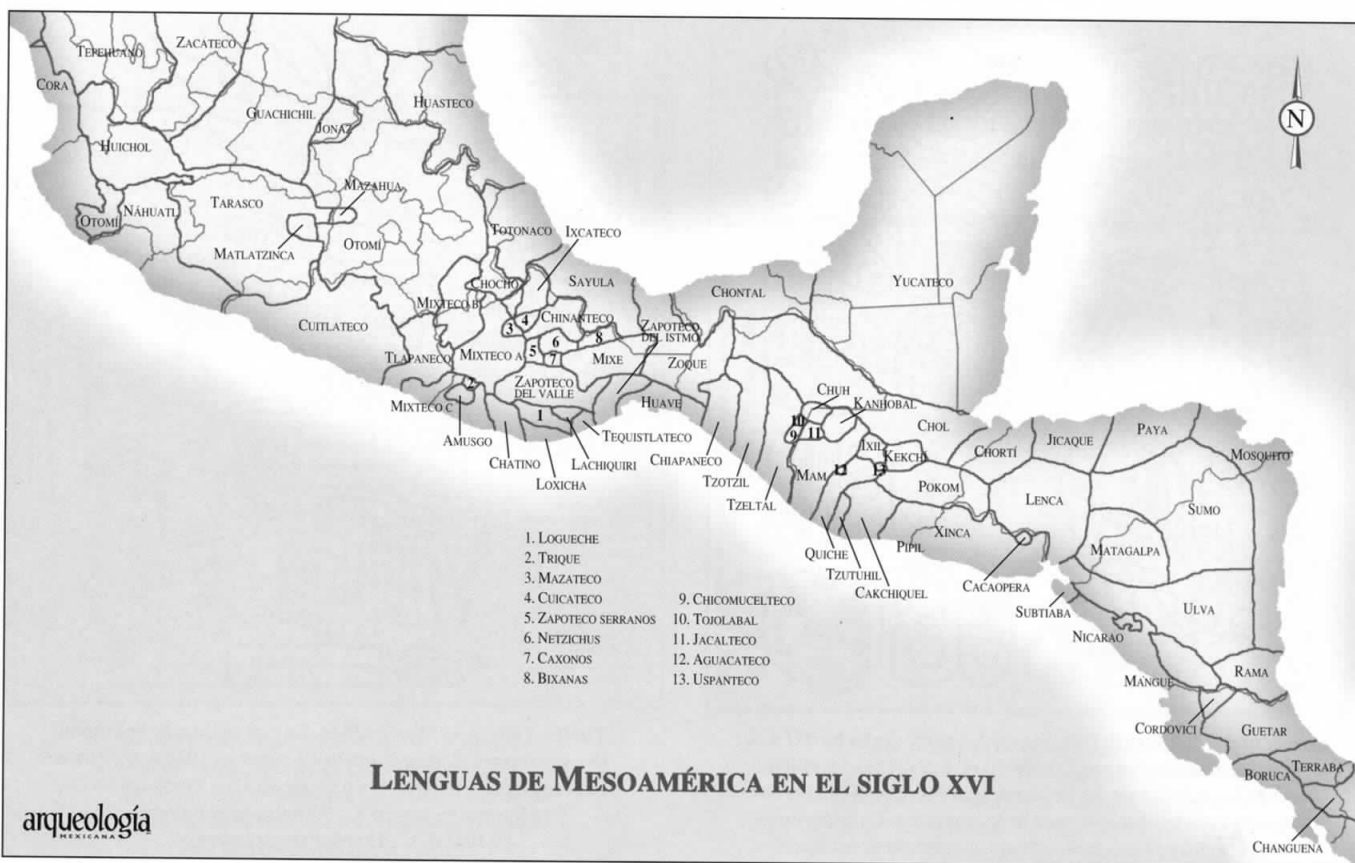 TEPEHUANO
ZACATECO
CORA
HUASTECO
GUACHICHIL
JONAZ
HUICHOL
N
MAZAHUA
TARASCO
NÁHUATL
OTOMÍ
MATLATZINCA
OTOMÍ
TOTONACO
IXCATECO
CHOCHO
SAYULA
CHONTAL
YUCATECO
MIXTECO B
CUITLATECO
CHINANTECO
3
4
5
6
7
8
ZAPOTECO
DEL ISTMO
TLAPANECO
MIXTECO A
MIXE
ZOQUE
2
ZAPOTECO
DEL VALLE
MIXTECO C
HUAVE
1
AMUSGO
CHATINO
LOXICHA
LACHIQUIRI
TEQUISTLATECO
CHIAPANECO
TZOTZIL
TZELTAL
CHUH
KANHOBAL
10
9
11
CHOL
IXIL
KEKCHÍ
CHORTÍ
JICAQUE
PAYA
MOSQUITO
MAM
12
13
POKOM
LENCA
SUMO
XINCA
PIPIL
QUICHE
TZUTUHIL
CAKCHIQUEL
CACAOPERA
MATAGALPA
SUBTIABA
ULVA
NICARAO
MANGUE
RAMA
CORDOVICI
GUETAR
BORUCA
TERRABA
CHANGUENA
1. LOGUECHE
2. TRIQUE
3. MAZATECO
4. CUICATECO
5. ZAPOTECO SERRANOS
6. NETZICHUS
7. CAXONOS
8. BIXANAS
9. CHICOMUCELTECO
10. TOJOLABAL
11. JACALTECO
12. AGUACATECO
13. USPANTECO
LENGUAS DE MESOAMÉRICA EN EL SIGLO XVI
arqueología
MEXICANA